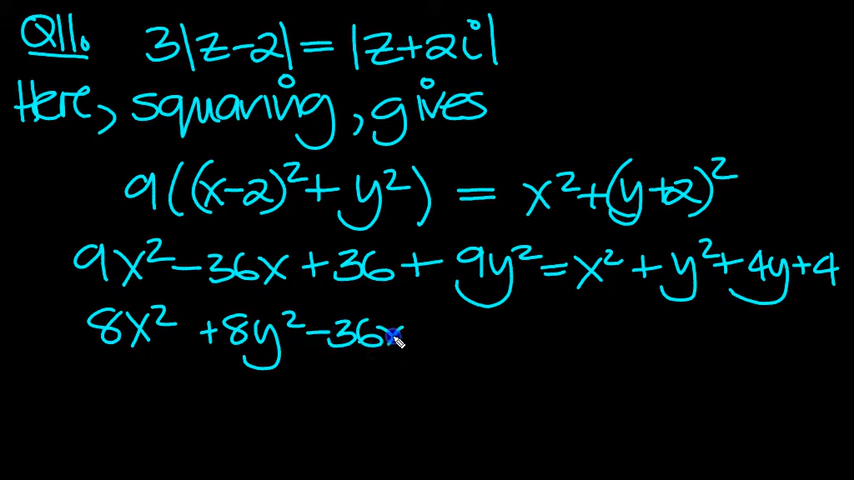 Q11. 3|z-2| = |z+2i|
Here, squaring, gives
9((x-2)²+y²) = x²+(y+2)²
9x²-36x+36+9y²=x²+y²+4y+4
8x² +8y²-36x